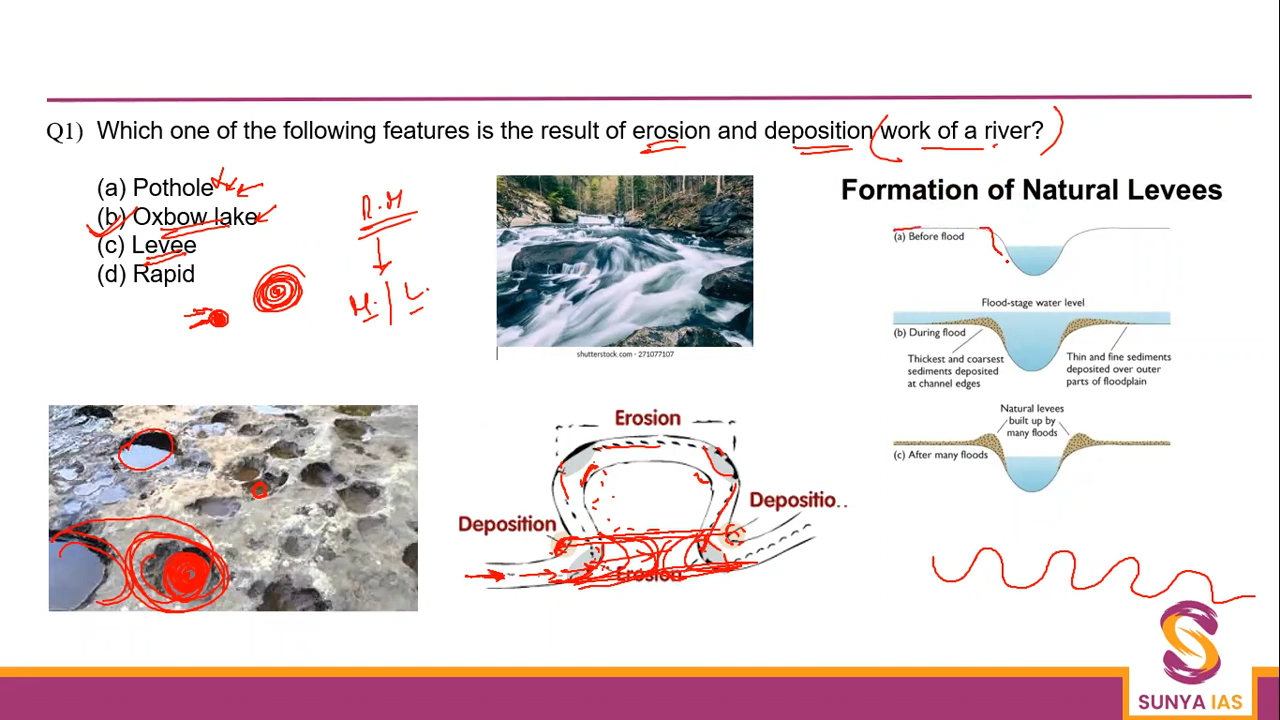 Q1) Which one of the following features is the result of erosion and deposition work of a river?
(a) Pothole
(b) Oxbow lake
(c) Levee
(d) Rapid
R.M
M. | L.
shutterstock.com · 271077107
Formation of Natural Levees
(a) Before flood
Flood-stage water level
(b) During flood
Thickest and coarsest
sediments deposited
at channel edges
Thin and fine sediments
deposited over outer
parts of floodplain
Natural levees
built up by
many floods
(c) After many floods
Erosion
Deposition
Depositio...
Erosion
SUNYA IAS